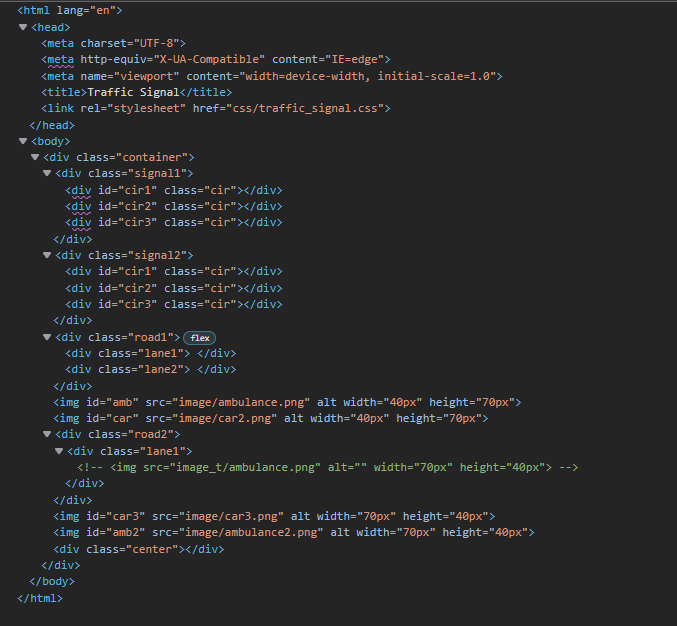 <html lang="en">
<head>
<meta charset="UTF-8">
<meta http-equiv="X-UA-Compatible" content="IE=edge">
<meta name="viewport" content="width=device-width, initial-scale=1.0">
<title>Traffic Signal</title>
<link rel="stylesheet" href="css/traffic_signal.css">
</head>
<body>
<div class="container">
<div class="signal1">
<div id="cir1" class="cir"></div>
<div id="cir2" class="cir"></div>
<div id="cir3" class="cir"></div>
</div>
<div class="signal2">
<div id="cir1" class="cir"></div>
<div id="cir2" class="cir"></div>
<div id="cir3" class="cir"></div>
</div>
<div class="road1"> flex
<div class="lane1"> </div>
<div class="lane2"> </div>
</div>
<img id="amb" src="image/ambulance.png" alt width="40px" height="70px">
<img id="car" src="image/car2.png" alt width="40px" height="70px">
<div class="road2">
<div class="lane1">
<!-- <img src="image_t/ambulance.png" alt="" width="70px" height="40px"> -->
</div>
</div>
<img id="car3" src="image/car3.png" alt width="70px" height="40px">
<img id="amb2" src="image/ambulance2.png" alt width="70px" height="40px">
<div class="center"></div>
</div>
</body>
</html>